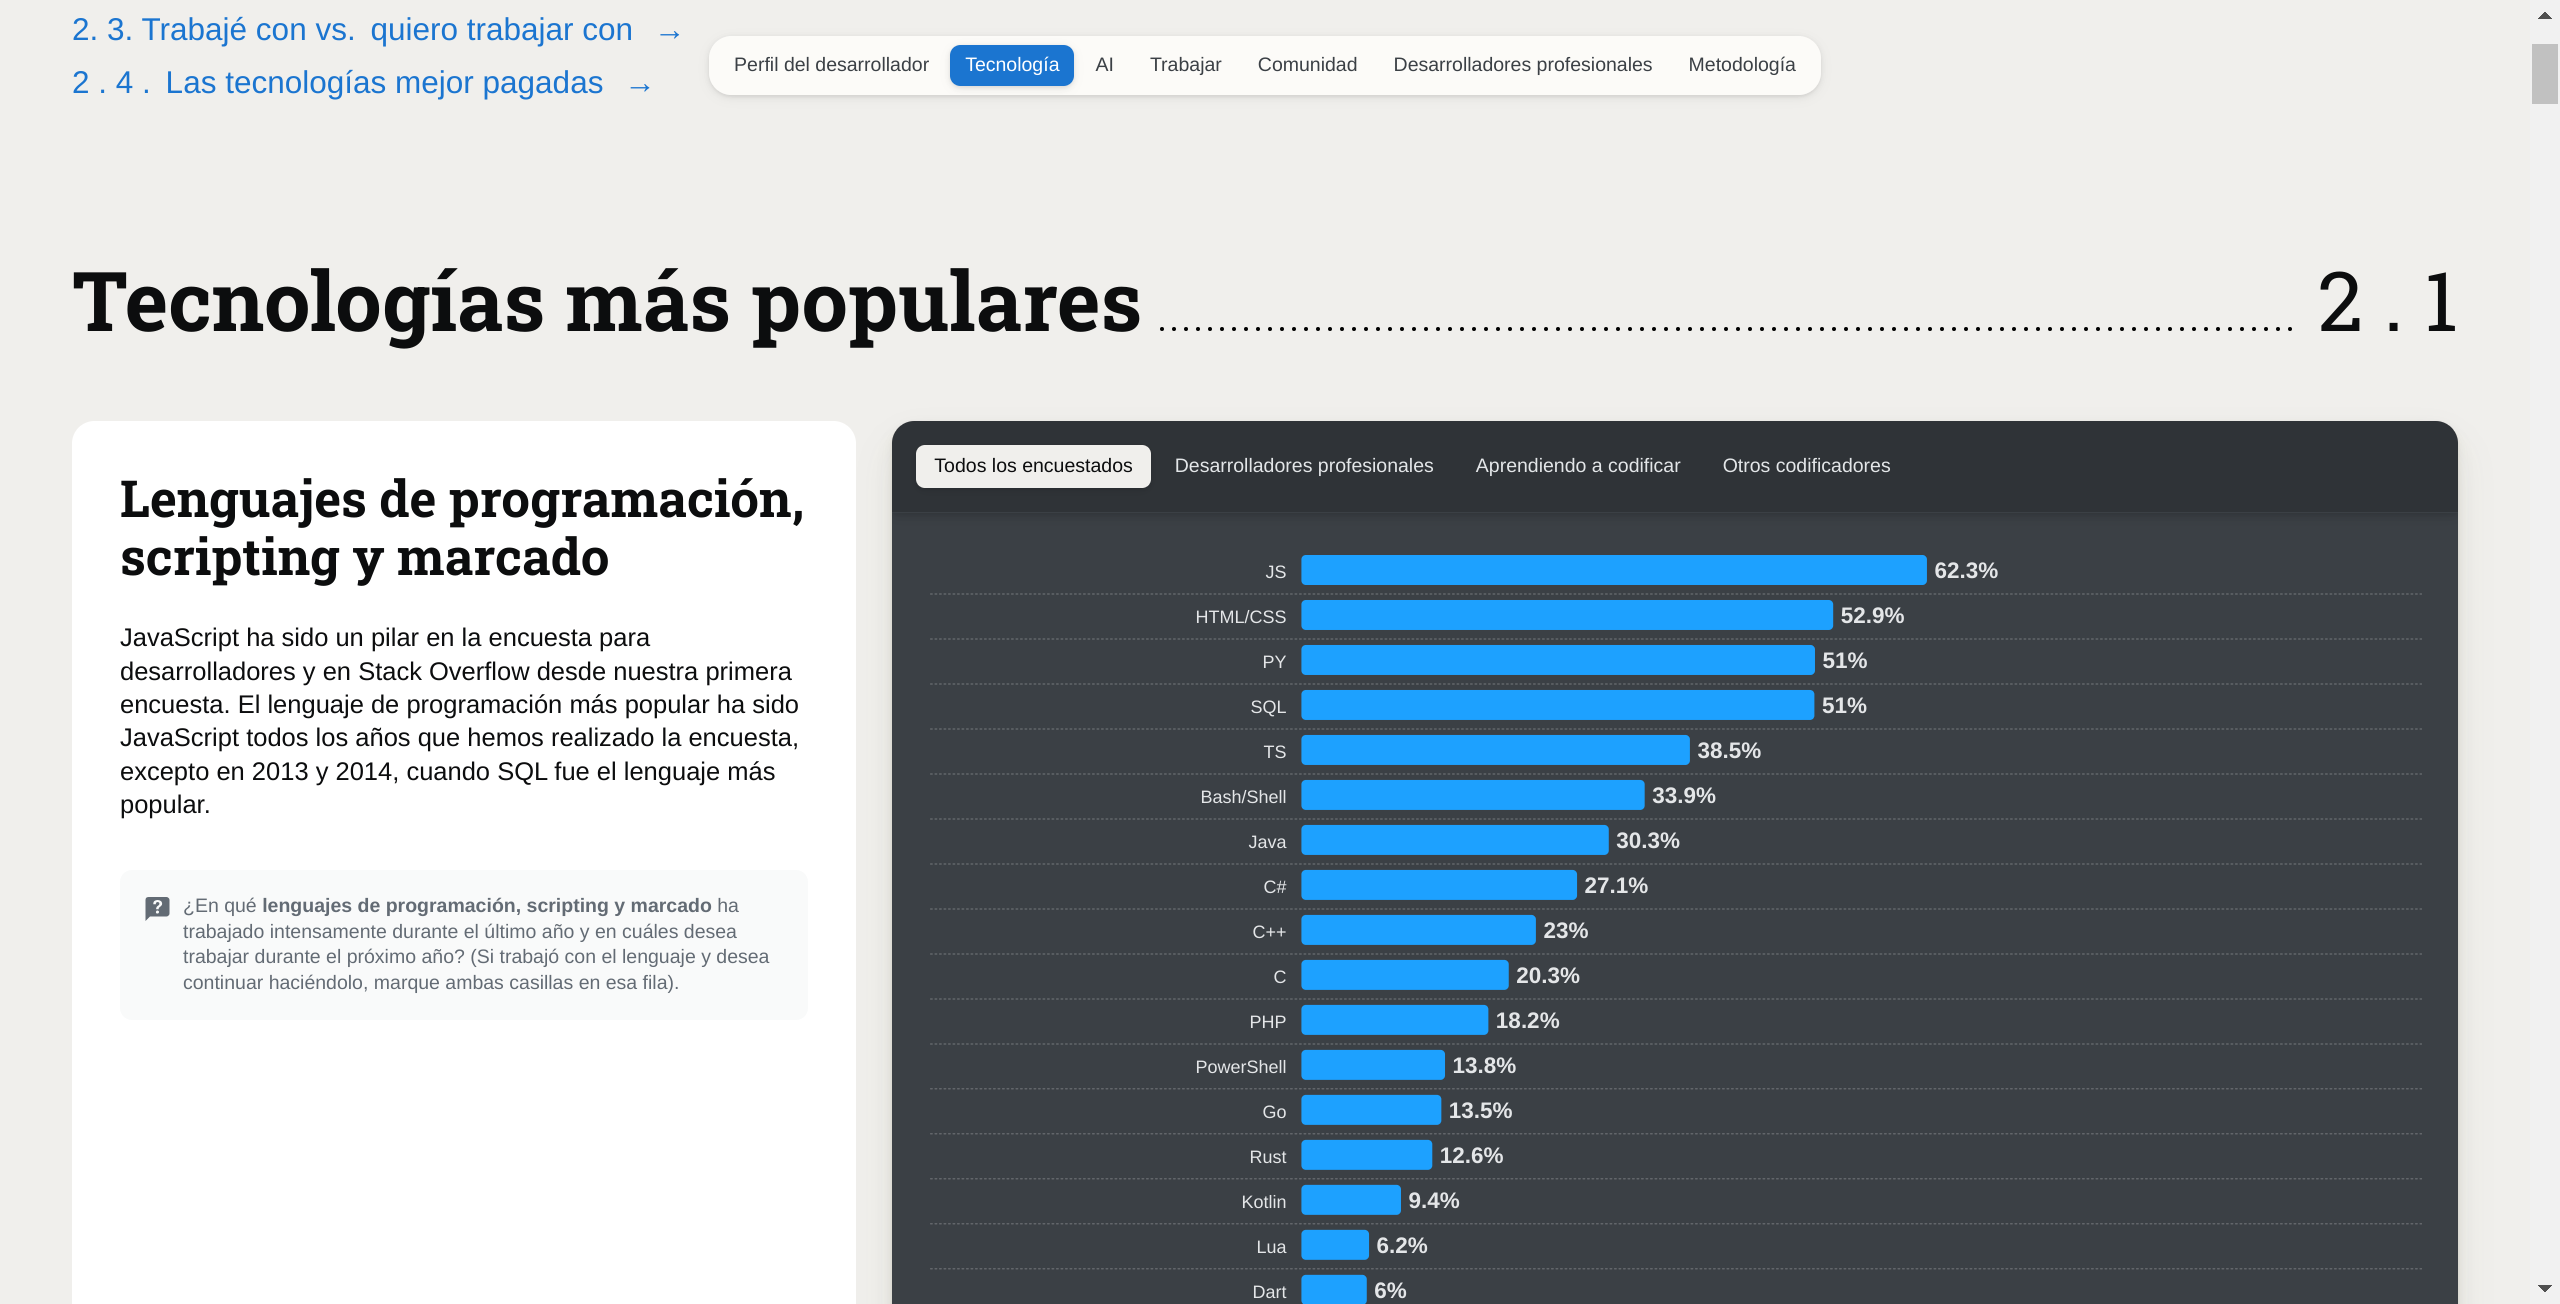 2. 3. Trabajé con vs. quiero trabajar con →
2 . 4 . Las tecnologías mejor pagadas →
Perfil del desarrollador Tecnología AI Trabajar Comunidad Desarrolladores profesionales Metodología
Tecnologías más populares 2 . 1
Lenguajes de programación,
scripting y marcado
JavaScript ha sido un pilar en la encuesta para
desarrolladores y en Stack Overflow desde nuestra primera
encuesta. El lenguaje de programación más popular ha sido
JavaScript todos los años que hemos realizado la encuesta,
excepto en 2013 y 2014, cuando SQL fue el lenguaje más
popular.
¿En qué lenguajes de programación, scripting y marcado ha
trabajado intensamente durante el último año y en cuáles desea
trabajar durante el próximo año? (Si trabajó con el lenguaje y desea
continuar haciéndolo, marque ambas casillas en esa fila).
Todos los encuestados Desarrolladores profesionales Aprendiendo a codificar Otros codificadores
JS 62.3%
HTML/CSS 52.9%
PY 51%
SQL 51%
TS 38.5%
Bash/Shell 33.9%
Java 30.3%
C# 27.1%
C++ 23%
C 20.3%
PHP 18.2%
PowerShell 13.8%
Go 13.5%
Rust 12.6%
Kotlin 9.4%
Lua 6.2%
Dart 6%